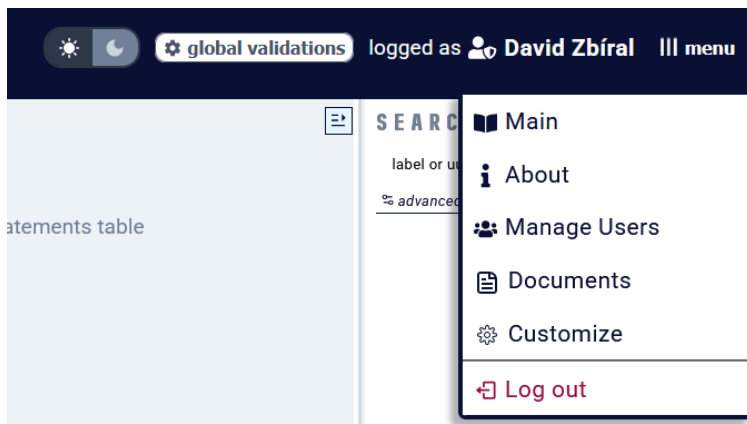 global validations logged as David Zbíral menu
SEARC
label or u
advanced
atements table
Main
About
Manage Users
Documents
Customize
Log out